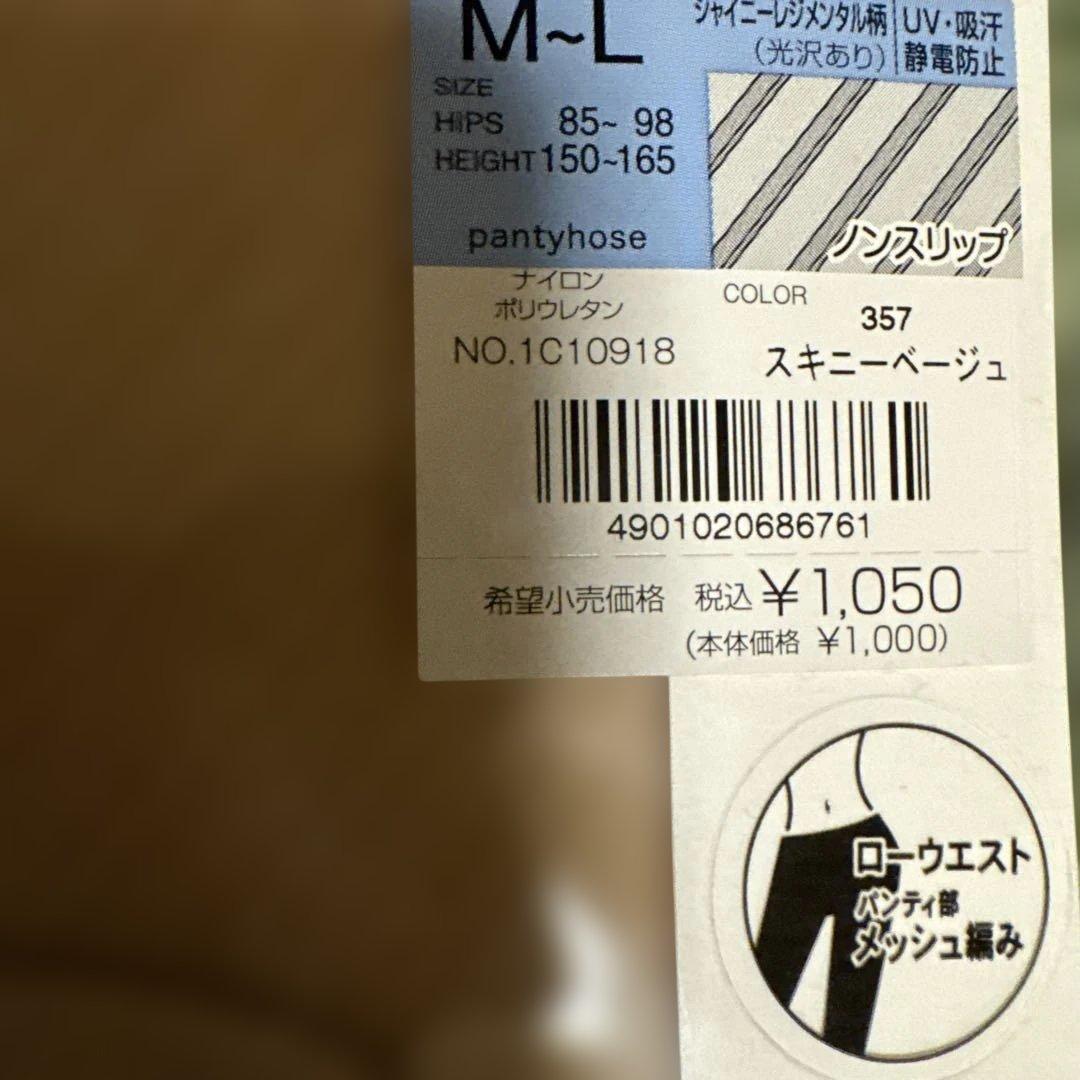 M~L
SIZE
HIPS 85~ 98
HEIGHT 150~165
pantyhose
シャイニーレジメンタル柄
(光沢あり)
UV・吸汗
静電防止
ノンスリップ
ナイロン
ポリウレタン
NO.1C10918
COLOR
357
スキニーベージュ
4901020686761
希望小売価格 税込 ¥1,050
(本体価格 ¥1,000)
ローウエスト
パンティ部
メッシュ編み